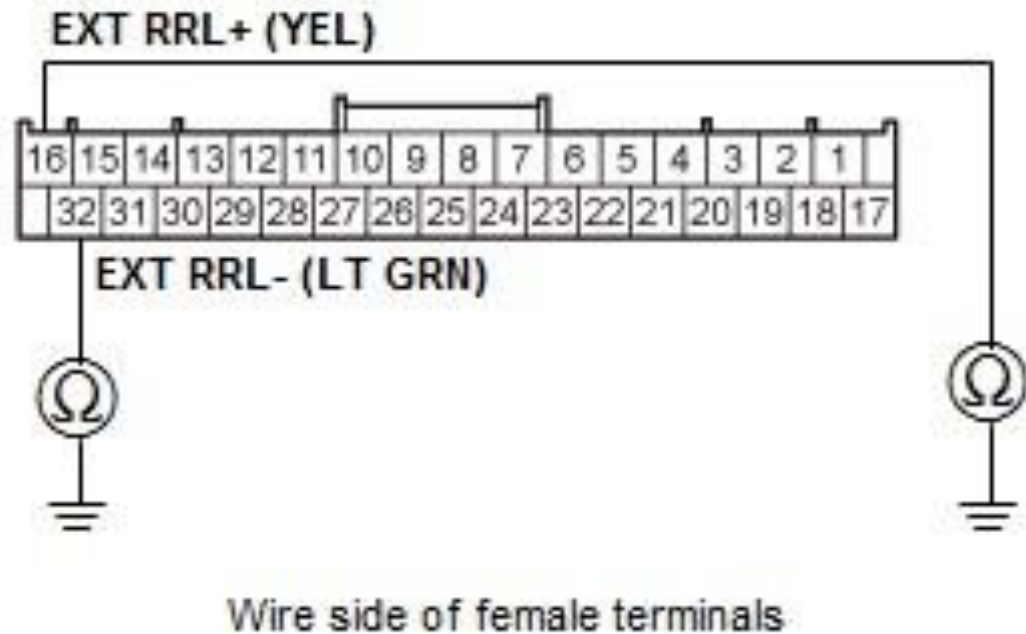 EXT RRL+ (YEL)
16 15 14 13 12 11 10 9 8 7 6 5 4 3 2 1
32 31 30 29 28 27 26 25 24 23 22 21 20 19 18 17
EXT RRL- (LT GRN)
Ω Ω
Wire side of female terminals